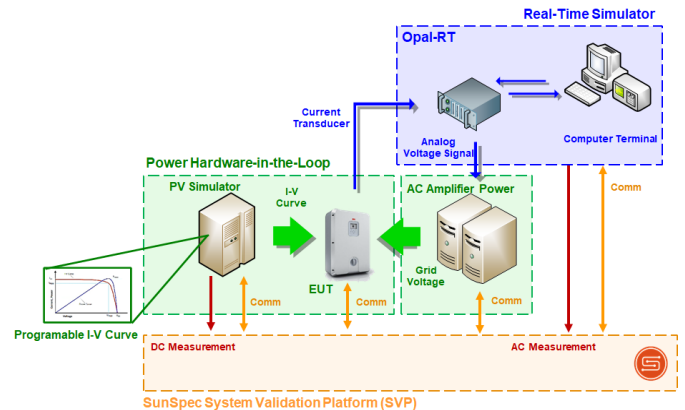 Real-Time Simulator
Opal-RT
Current
Transducer
Analog
Voltage Signal
Computer Terminal
Power Hardware-in-the-Loop
PV Simulator
I-V
Curve
AC Amplifier Power
Comm
EUT
Grid
Voltage
Programable I-V Curve
Comm
Comm
Comm
DC Measurement
AC Measurement
SunSpec System Validation Platform (SVP)